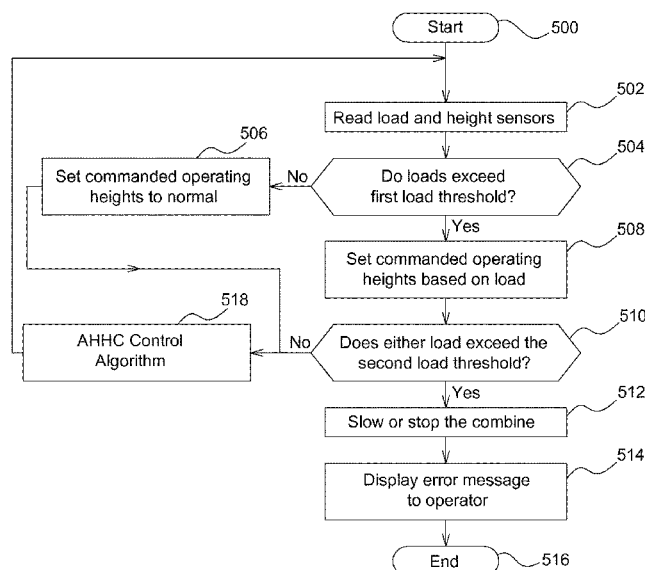 Start
500
502
Read load and height sensors
504
506
Do loads exceed
first load threshold?
No
Set commanded operating
heights to normal
Yes
508
Set commanded operating
heights based on load
510
518
Does either load exceed the
second load threshold?
No
AHHC Control
Algorithm
Yes
512
Slow or stop the combine
514
Display error message
to operator
End
516